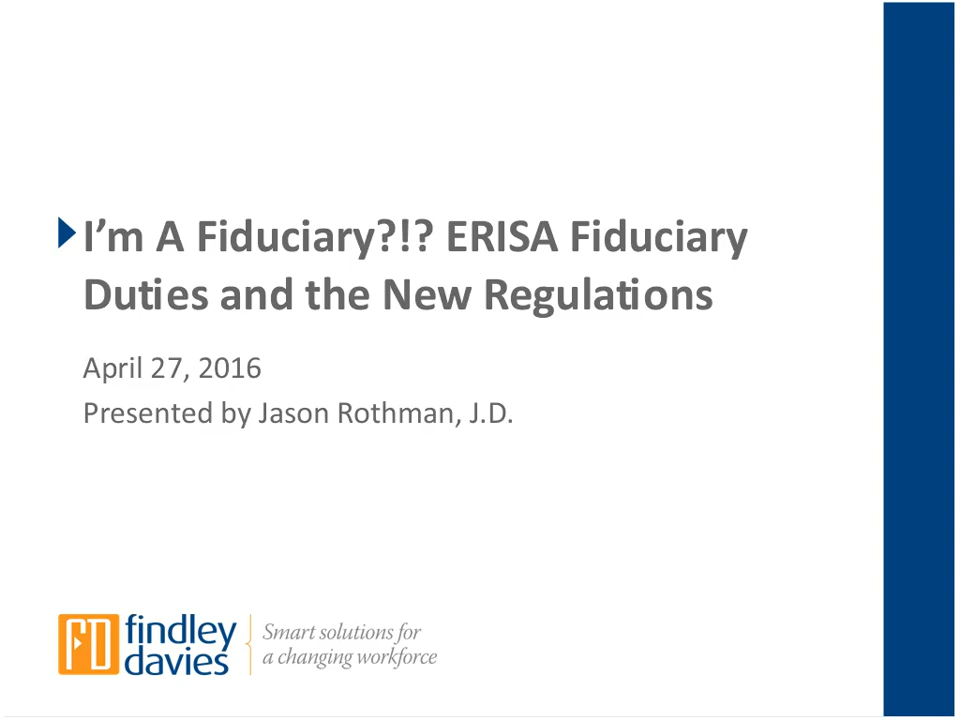 I’m A Fiduciary?!? ERISA Fiduciary
Duties and the New Regulations
April 27, 2016
Presented by Jason Rothman, J.D.
FD
findley
davies
Smart solutions for
a changing workforce